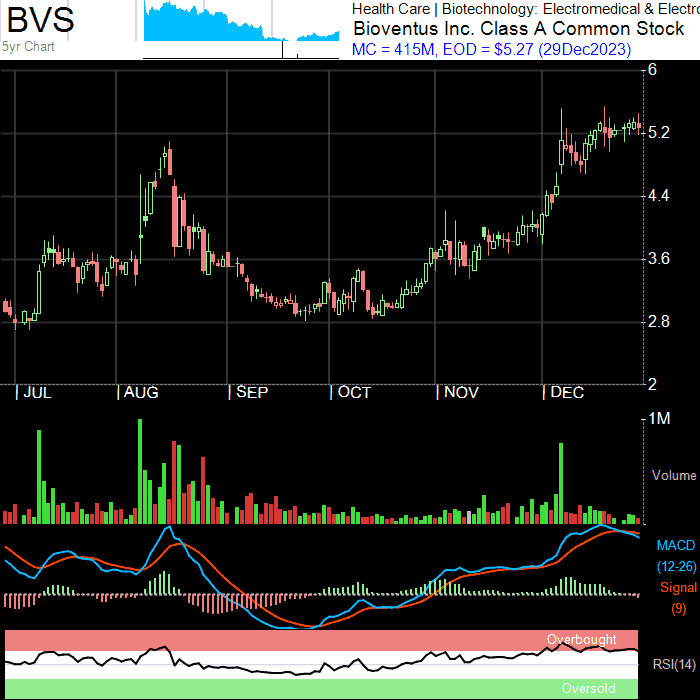 BVS
5yr Chart
Health Care | Biotechnology: Electromedical & Electro
Bioventus Inc. Class A Common Stock
MC = 415M, EOD = $5.27 (29Dec2023)
6
5.2
4.4
3.6
2.8
2
JUL AUG SEP OCT NOV DEC
1M
Volume
MACD
(12-26)
Signal
(9)
Overbought
RSI(14)
Oversold